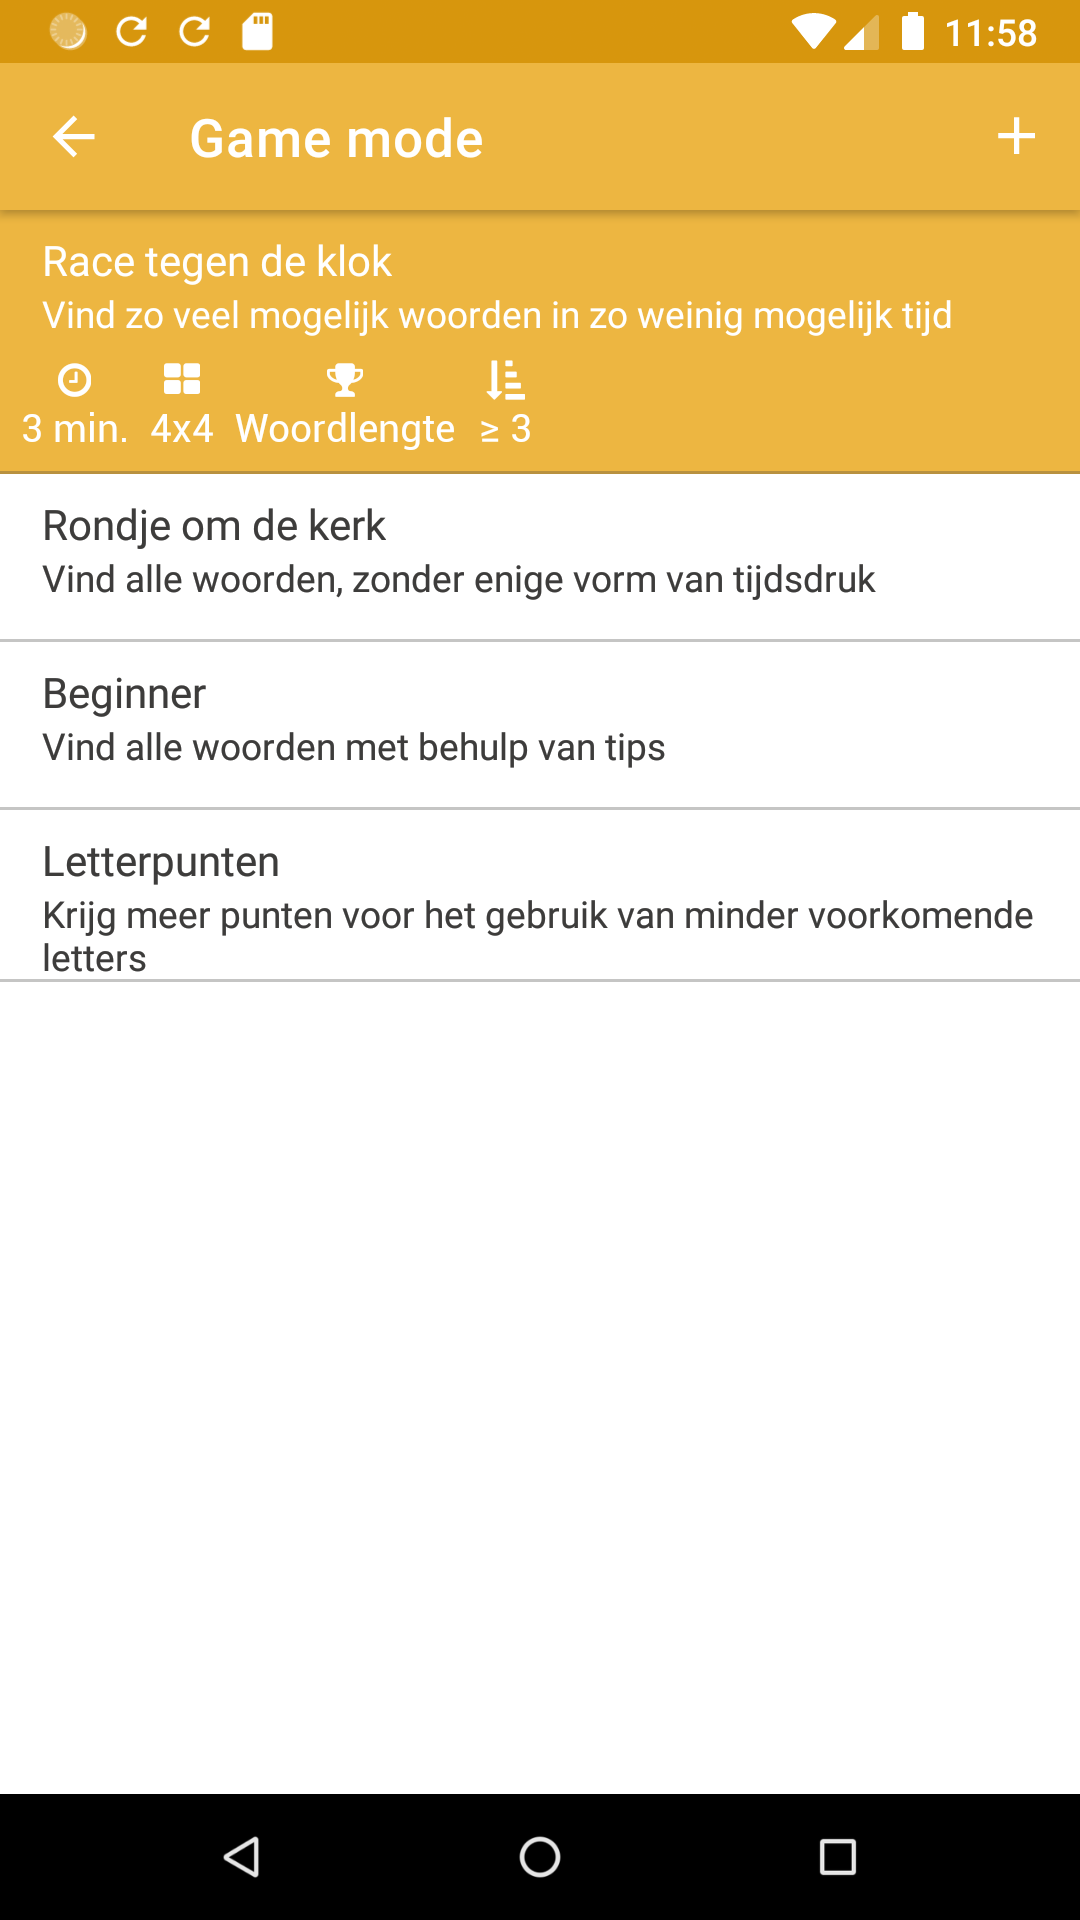 11:58
Game mode
Race tegen de klok
Vind zo veel mogelijk woorden in zo weinig mogelijk tijd
3 min. 4x4 Woordlengte ≥ 3
Rondje om de kerk
Vind alle woorden, zonder enige vorm van tijdsdruk
Beginner
Vind alle woorden met behulp van tips
Letterpunten
Krijg meer punten voor het gebruik van minder voorkomende
letters